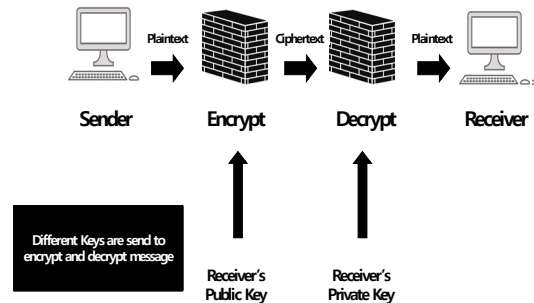 Plaintext
Ciphertext
Plaintext
Sender
Encrypt
Decrypt
Receiver
Different Keys are send to
encrypt and decrypt message
Receiver's
Public Key
Receiver's
Private Key